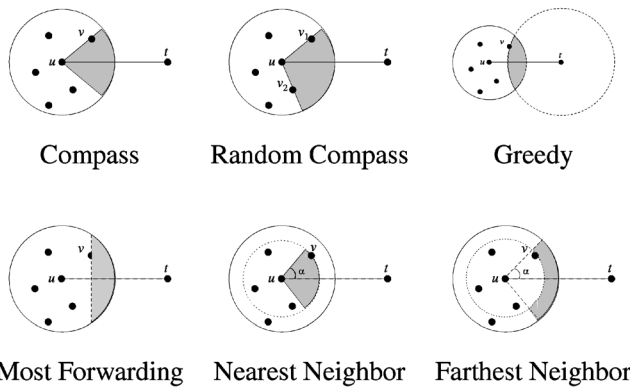 v
u
t
Compass
v1
u
v2
t
Random Compass
v
u
t
Greedy
v
u
t
Most Forwarding
v
u
α
t
Nearest Neighbor
v
u
α
t
Farthest Neighbor